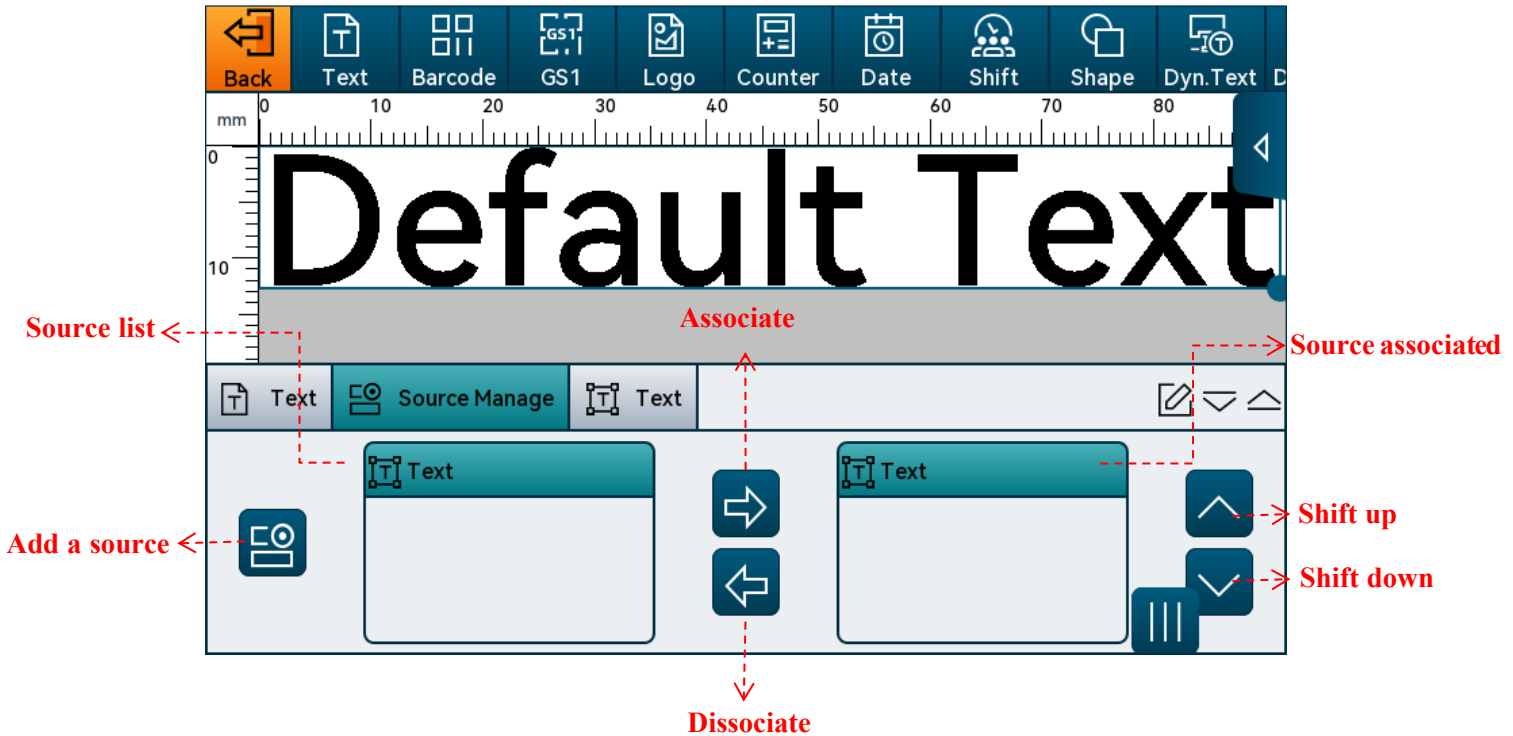 Back Text Barcode GS1 Logo Counter Date Shift Shape Dyn.Text D
mm 0 10 20 30 40 50 60 70 80
0
Default Text
10
Associate
Source list
Source associated
Text Source Manage Text
Text Text
Shift up
Add a source
Shift down
Dissociate